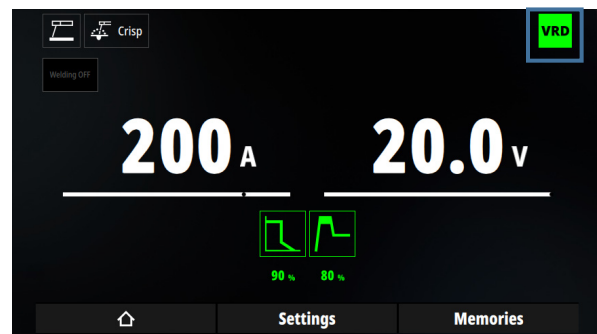 Crisp
VRD
Welding OFF
200 A
20.0 V
90 %
80 %
Settings
Memories